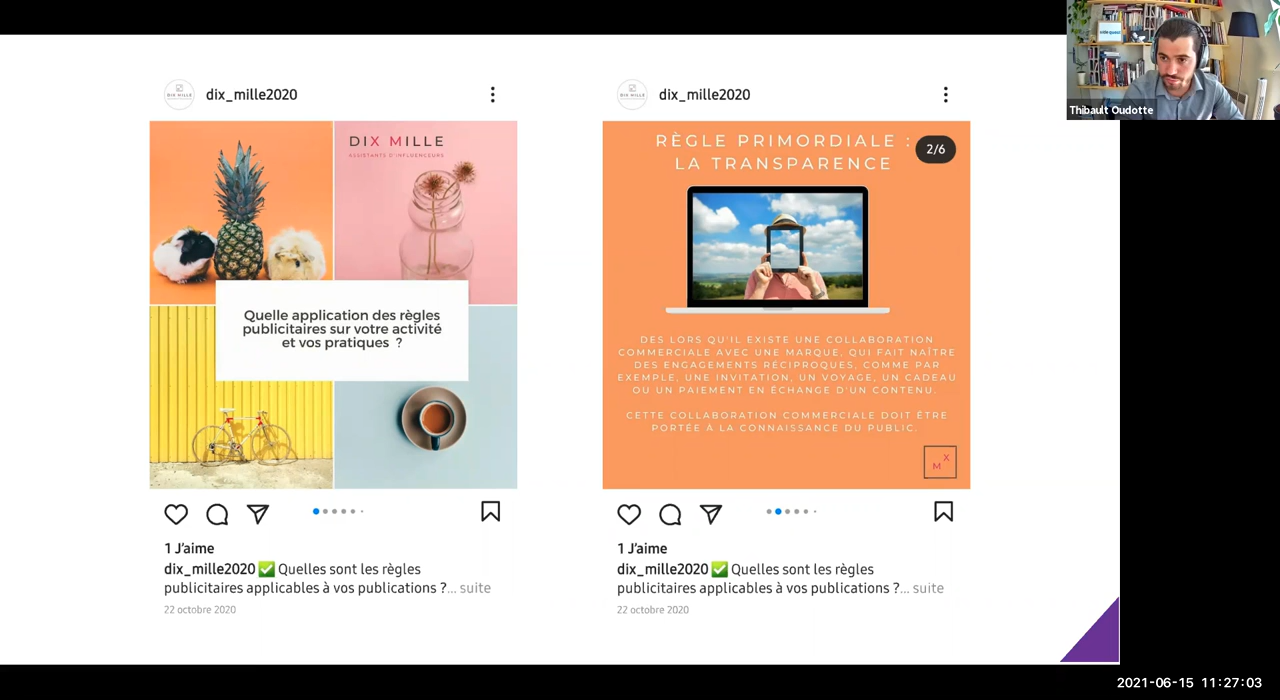 Thibault Oudotte
dix_mille2020
DIX MILLE
DIX MILLE
ASSISTANTS D'INFLUENCEURS
Quelle application des règles
publicitaires sur votre activité
et vos pratiques ?
1 J'aime
dix_mille2020 ✅ Quelles sont les règles
publicitaires applicables à vos publications ?... suite
22 octobre 2020
dix_mille2020
DIX MILLE
RÈGLE PRIMORDIALE :
LA TRANSPARENCE
2/6
DES LORS QU'IL EXISTE UNE COLLABORATION
COMMERCIALE AVEC UNE MARQUE, QUI FAIT NAÎTRE
DES ENGAGEMENTS RÉCIPROQUES, COMME PAR
EXEMPLE, UNE INVITATION, UN VOYAGE, UN CADEAU
OU UN PAIEMENT EN ÉCHANGE D'UN CONTENU.
CETTE COLLABORATION COMMERCIALE DOIT ÊTRE
PORTÉE À LA CONNAISSANCE DU PUBLIC.
X
M
1 J'aime
dix_mille2020 ✅ Quelles sont les règles
publicitaires applicables à vos publications ?... suite
22 octobre 2020
2021-06-15 11:27:03